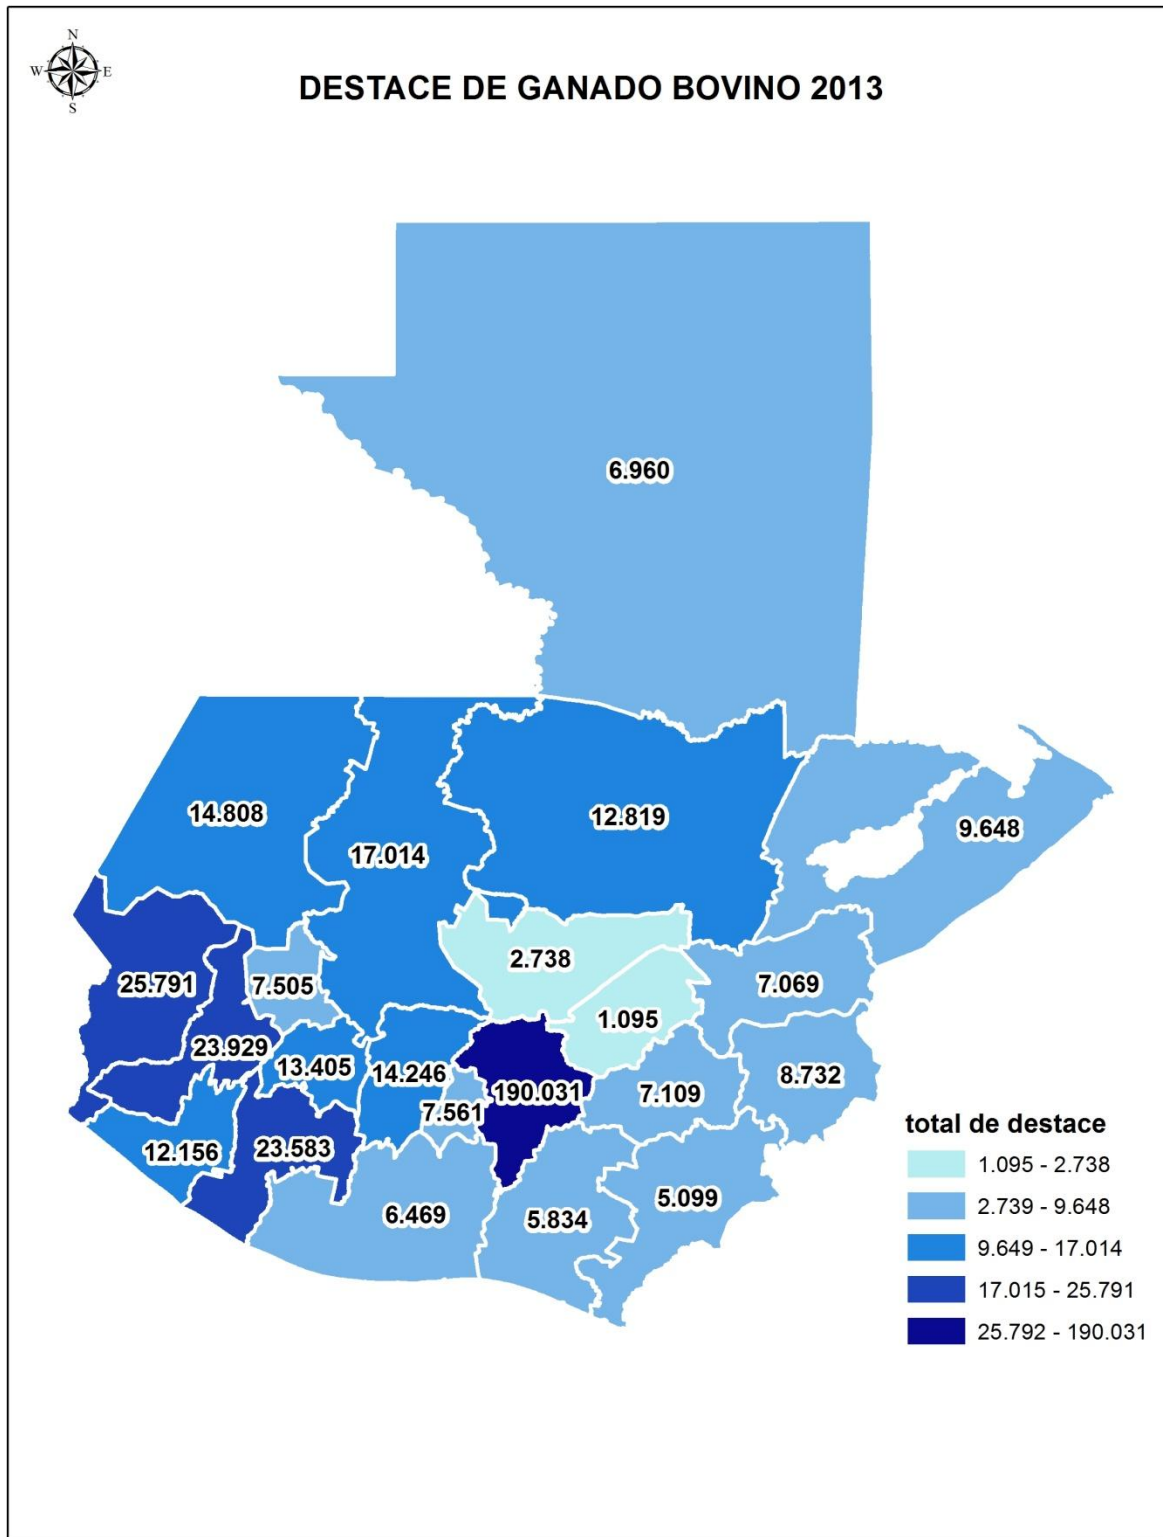 N
W E
S
DESTACE DE GANADO BOVINO 2013
6.960
14.808
12.819
9.648
17.014
2.738
25.791
7.505
7.069
1.095
23.929
13.405
14.246
190.031
7.109
8.732
7.561
12.156
23.583
6.469
5.834
5.099
total de destace
1.095 - 2.738
2.739 - 9.648
9.649 - 17.014
17.015 - 25.791
25.792 - 190.031